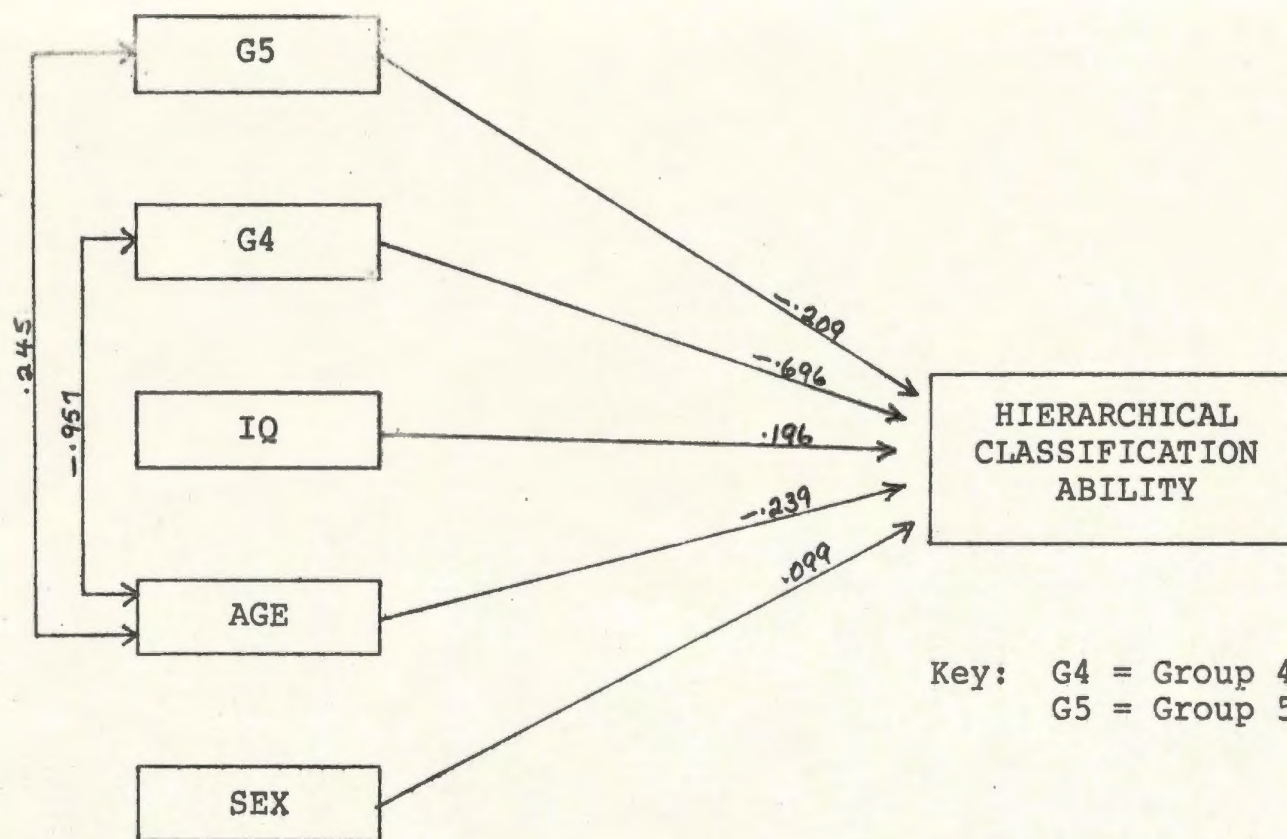 G5
G4
IQ
AGE
SEX
.245
-.957
-.209
-.696
.196
-.239
.099
HIERARCHICAL
CLASSIFICATION
ABILITY
Key: G4 = Group 4
G5 = Group 5